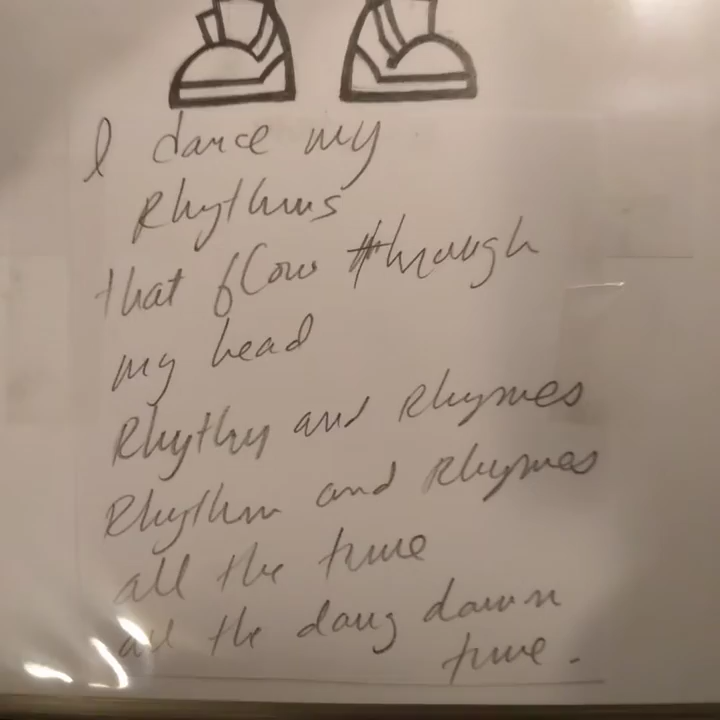 I dance my
Rhythms
that flow through
my head
Rhythm and Rhymes
Rhythm and Rhymes
all the time
all the dang dawn
time.